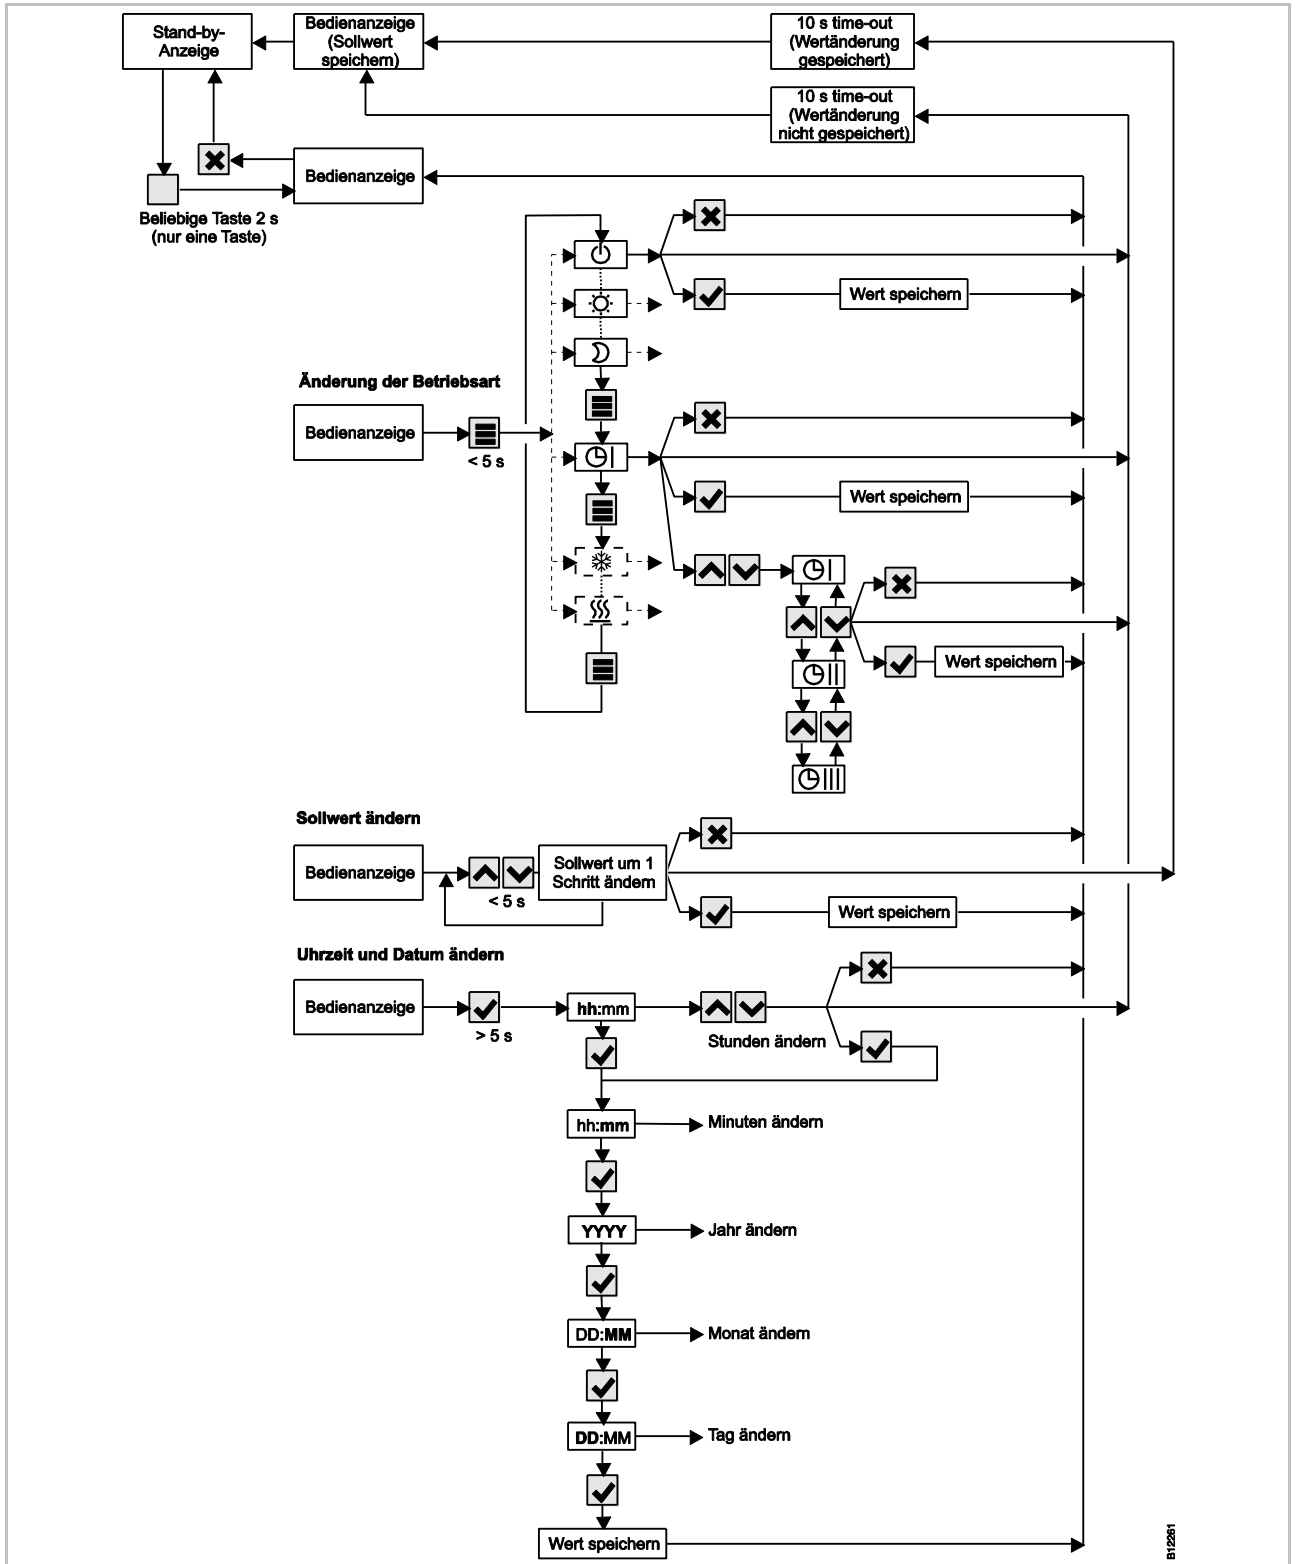 Stand-by-
Anzeige
Bedienanzeige
(Sollwert
speichern)
10 s time-out
(Wertänderung
gespeichert)
10 s time-out
(Wertänderung
nicht gespeichert)
Bedienanzeige
Beliebige Taste 2 s
(nur eine Taste)
Wert speichern
Änderung der Betriebsart
Bedienanzeige
< 5 s
Wert speichern
Wert speichern
Sollwert ändern
Bedienanzeige
< 5 s
Sollwert um 1
Schritt ändern
Wert speichern
Uhrzeit und Datum ändern
Bedienanzeige
> 5 s
hh:mm
Stunden ändern
hh:mm
Minuten ändern
YYYY
Jahr ändern
DD:MM
Monat ändern
DD:MM
Tag ändern
Wert speichern
B12261